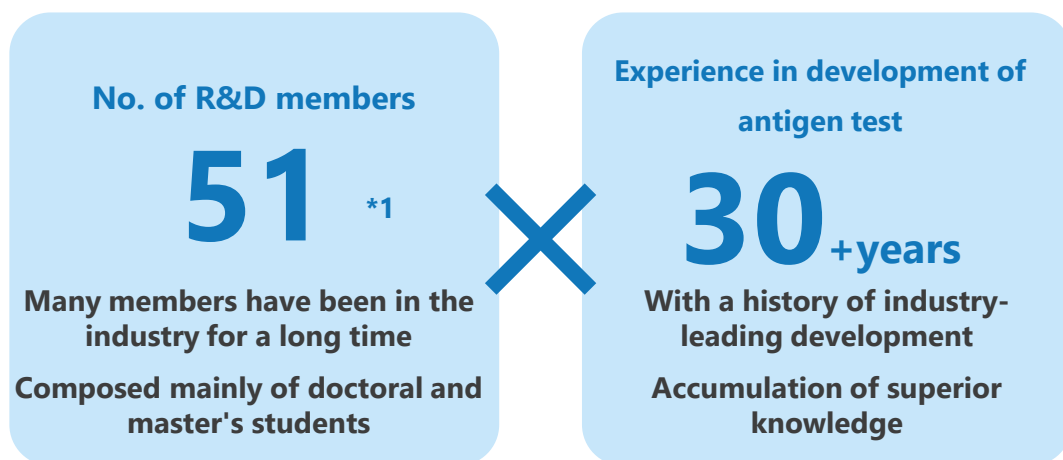 No. of R&D members
51 *1
Many members have been in the
industry for a long time
Composed mainly of doctoral and
master's students
Experience in development of
antigen test
30+years
With a history of industry-
leading development
Accumulation of superior
knowledge